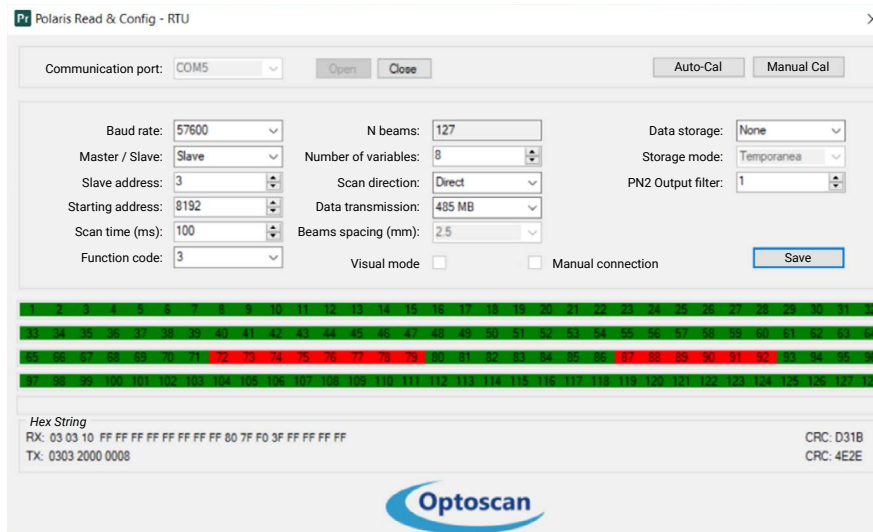 Pr Polaris Read & Config - RTU
Communication port: COM5 Open Close Auto-Cal Manual Cal
Baud rate: 57600 N beams: 127 Data storage: None
Master / Slave: Slave Number of variables: 8 Storage mode: Temporanea
Slave address: 3 Scan direction: Direct PN2 Output filter: 1
Starting address: 8192 Data transmission: 485 MB
Scan time (ms): 100 Beams spacing (mm): 2.5
Function code: 3 Visual mode Manual connection Save
1 2 3 4 5 6 7 8 9 10 11 12 13 14 15 16 17 18 19 20 21 22 23 24 25 26 27 28 29 30 31
33 34 35 36 37 38 39 40 41 42 43 44 45 46 47 48 49 50 51 52 53 54 55 56 57 58 59 60 61 62 63
65 66 67 68 69 70 71 72 73 74 75 76 77 78 79 80 81 82 83 84 85 86 87 88 89 90 91 92 93 94 95
97 98 99 100 101 102 103 104 105 106 107 108 109 110 111 112 113 114 115 116 117 118 119 120 121 122 123 124 125 126 127
Hex String
RX: 03 03 10 FF FF FF FF FF FF FF FF 80 7F F0 3F FF FF FF FF CRC: D31B
TX: 0303 2000 0008 CRC: 4E2E
Optoscan